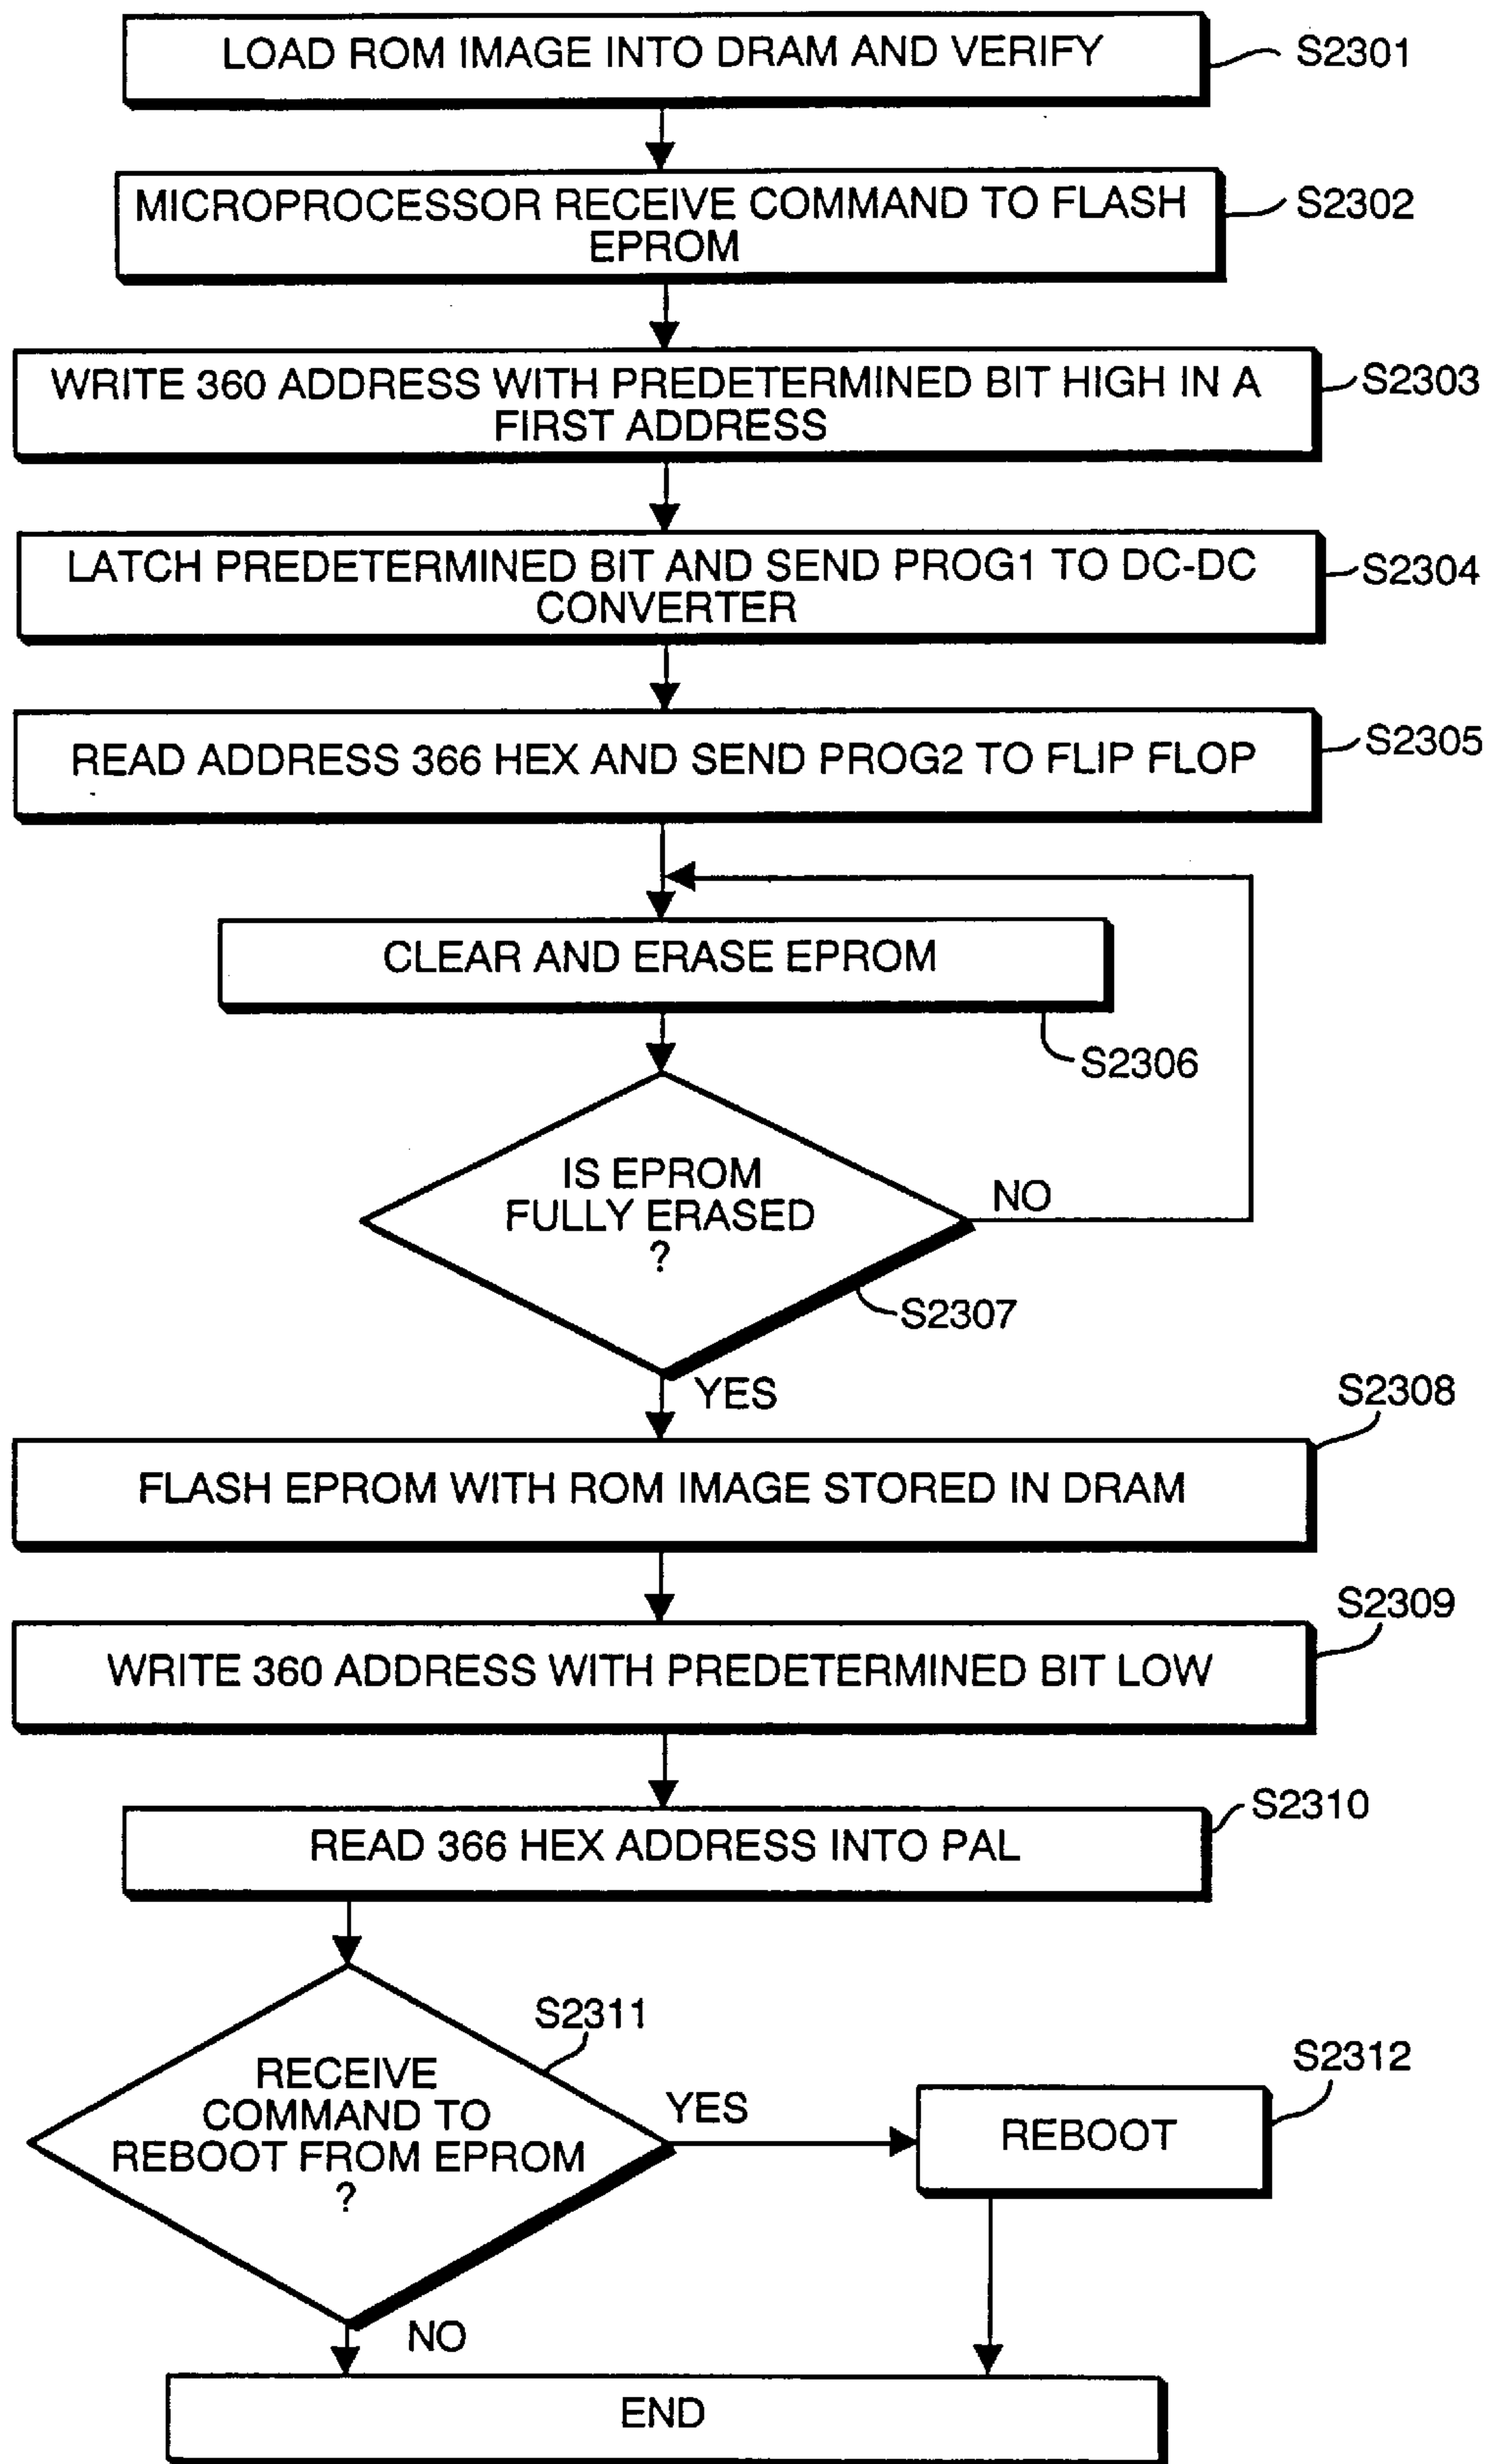 LOAD ROM IMAGE INTO DRAM AND VERIFY
S2301
MICROPROCESSOR RECEIVE COMMAND TO FLASH
EPROM
S2302
WRITE 360 ADDRESS WITH PREDETERMINED BIT HIGH IN A
FIRST ADDRESS
S2303
LATCH PREDETERMINED BIT AND SEND PROG1 TO DC-DC
CONVERTER
S2304
READ ADDRESS 366 HEX AND SEND PROG2 TO FLIP FLOP
S2305
CLEAR AND ERASE EPROM
S2306
IS EPROM
FULLY ERASED
?
NO
S2307
YES
S2308
FLASH EPROM WITH ROM IMAGE STORED IN DRAM
S2309
WRITE 360 ADDRESS WITH PREDETERMINED BIT LOW
S2310
READ 366 HEX ADDRESS INTO PAL
S2311
RECEIVE
COMMAND TO
REBOOT FROM EPROM
?
YES
S2312
REBOOT
NO
END